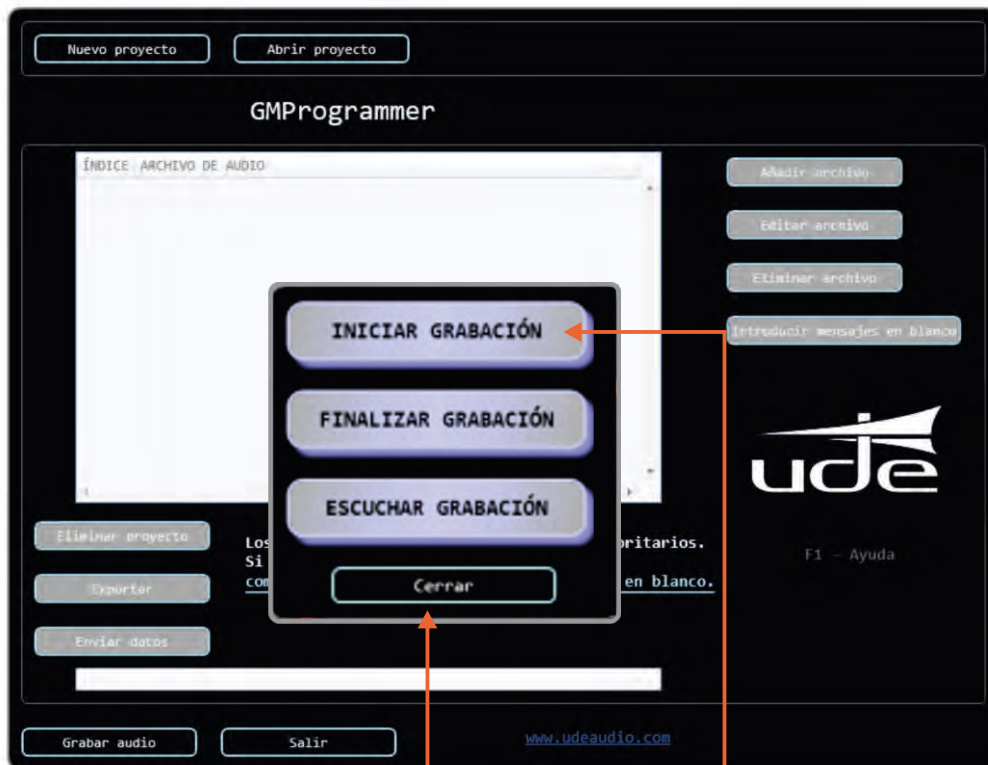 Nuevo proyecto Abrir proyecto
GMProgrammer
ÍNDICE ARCHIVO DE AUDIO
Añadir archivo
Editar archivo
Eliminar archivo
Introducir mensajes en blanco
INICIAR GRABACIÓN
FINALIZAR GRABACIÓN
ESCUCHAR GRABACIÓN
Cerrar
ude
F1 - Ayuda
Eliminar proyecto
Exportar
Enviar datos
Los
oritarios.
Si
com
en blanco.
Grabar audio Salir www.udeaudio.com